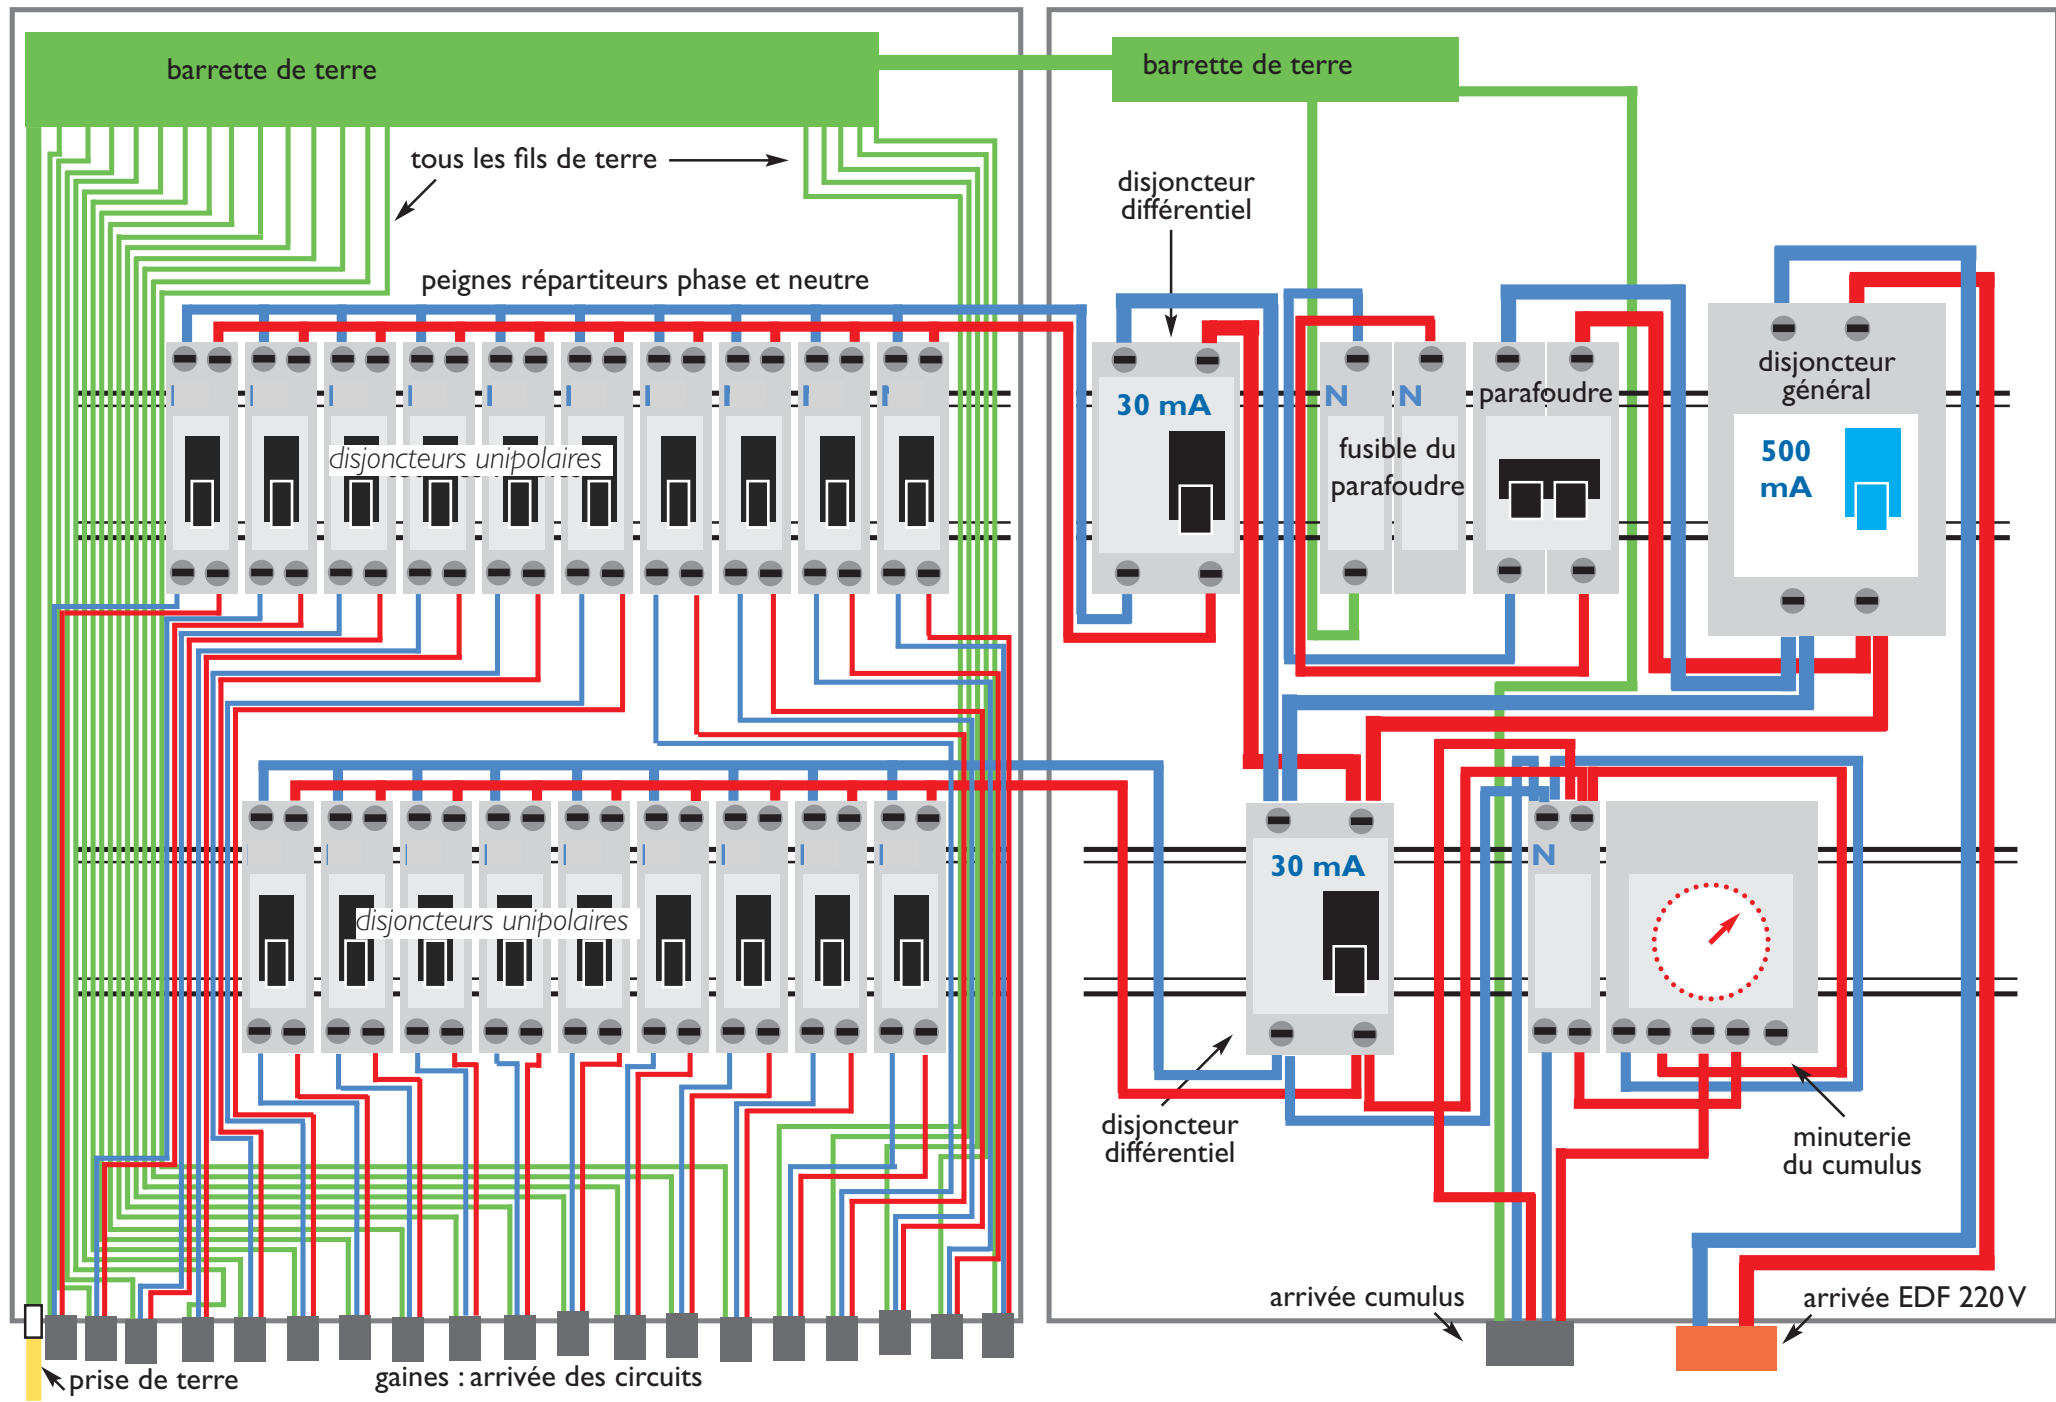 barrette de terre
barrette de terre
tous les fils de terre
disjoncteur
différentiel
peignes répartiteurs phase et neutre
disjoncteur
général
parafoudre
30 mA
N
N
fusible du
parafoudre
500
mA
disjoncteurs unipolaires
N
30 mA
disjoncteurs unipolaires
disjoncteur
différentiel
minuterie
du cumulus
arrivée cumulus
arrivée EDF 220 V
prise de terre
gaines : arrivée des circuits